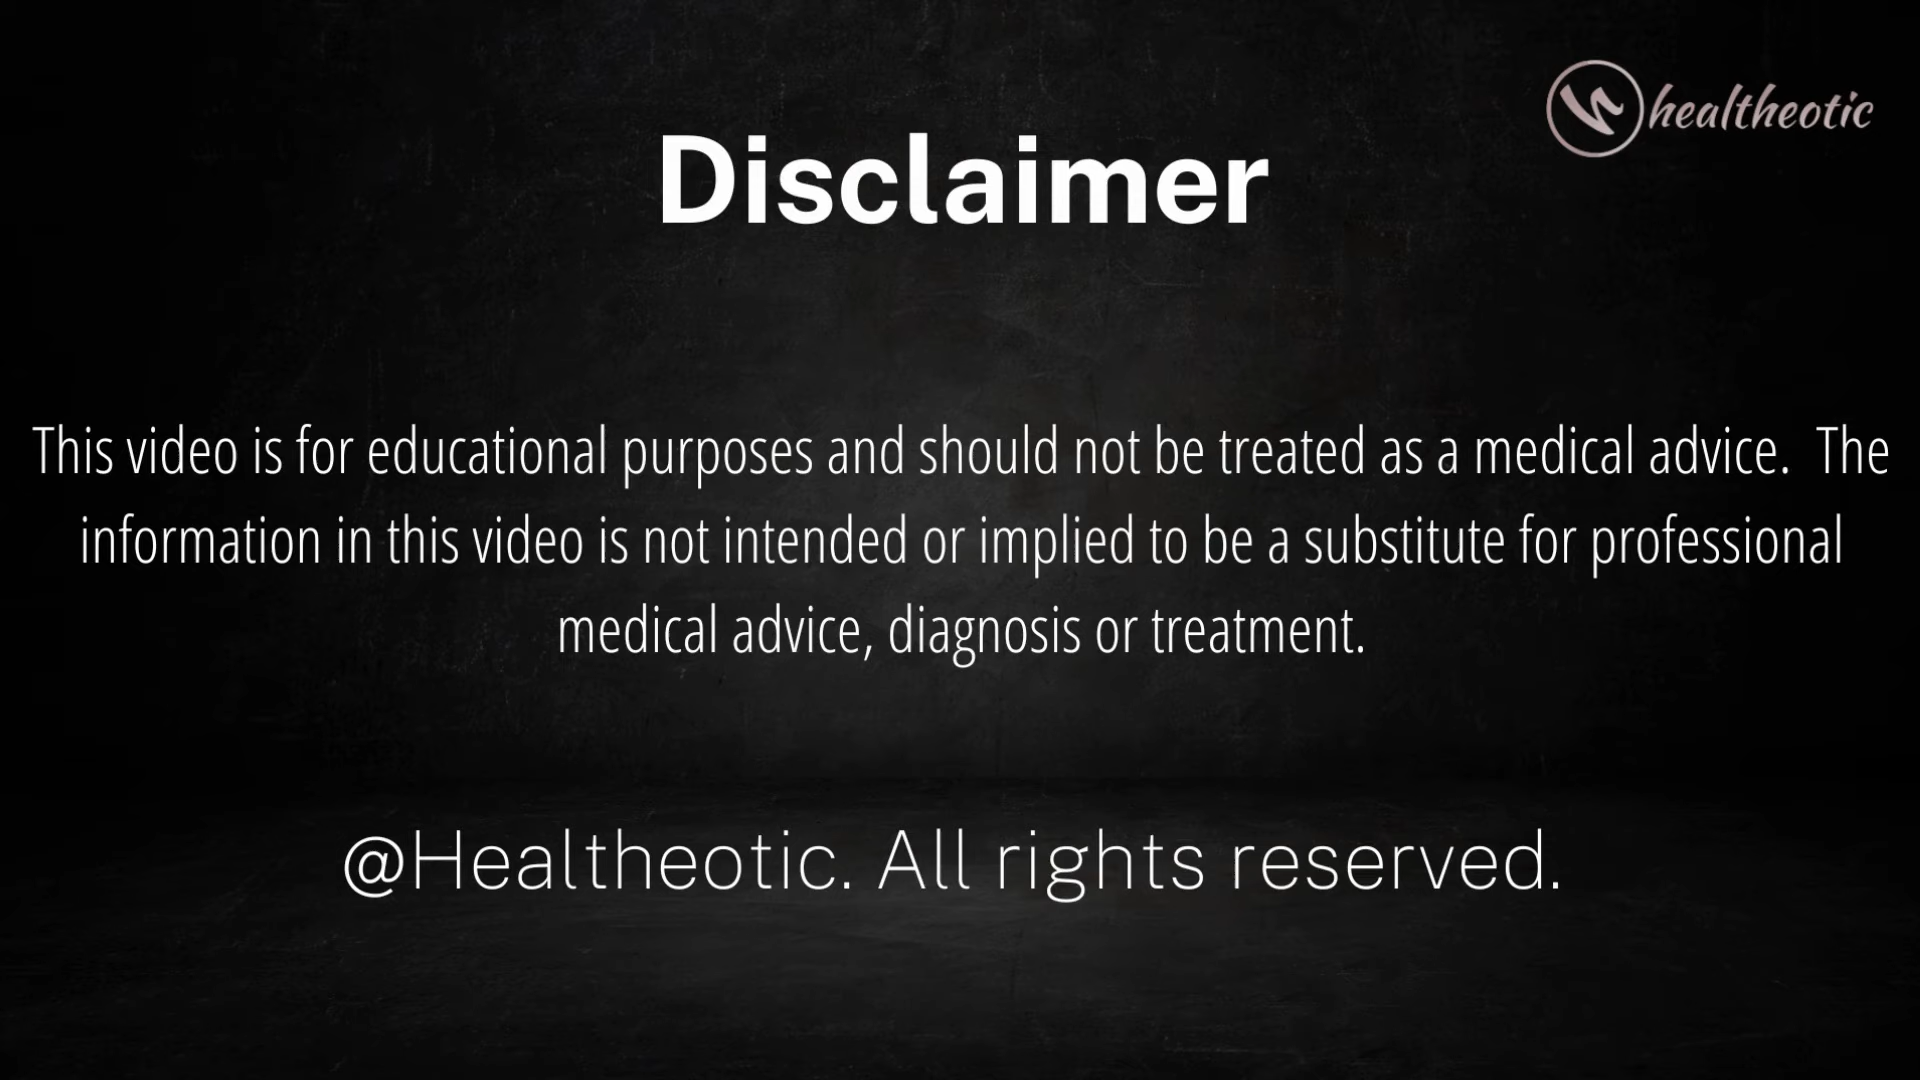 healtheotic
Disclaimer
This video is for educational purposes and should not be treated as a medical advice.  The
information in this video is not intended or implied to be a substitute for professional
medical advice, diagnosis or treatment.
@Healtheotic. All rights reserved.